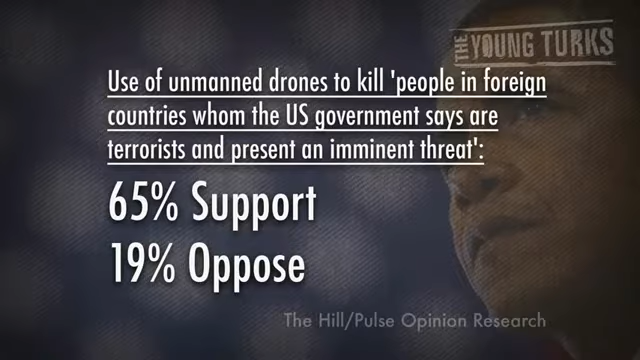 THE YOUNG TURKS
Use of unmanned drones to kill 'people in foreign
countries whom the US government says are
terrorists and present an imminent threat':
65% Support
19% Oppose
The Hill/Pulse Opinion Research